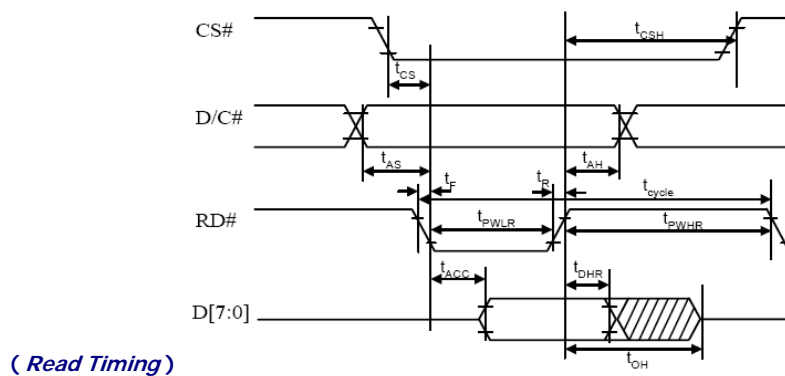 CS#
tCSH
tCS
D/C#
tAS
tF
tR
tAH
tcycle
RD#
tPWLR
tPWHR
tACC
tDHR
D[7:0]
tOH
( Read Timing )